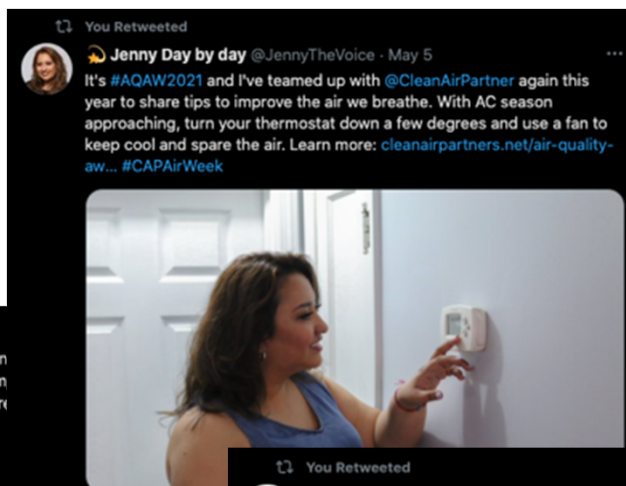 You Retweeted
Jenny Day by day @JennyTheVoice · May 5
It's #AQAW2021 and I've teamed up with @CleanAirPartner again this
year to share tips to improve the air we breathe. With AC season
approaching, turn your thermostat down a few degrees and use a fan to
keep cool and spare the air. Learn more: cleanairpartners.net/air-quality-
aw... #CAPAirWeek
You Retweeted